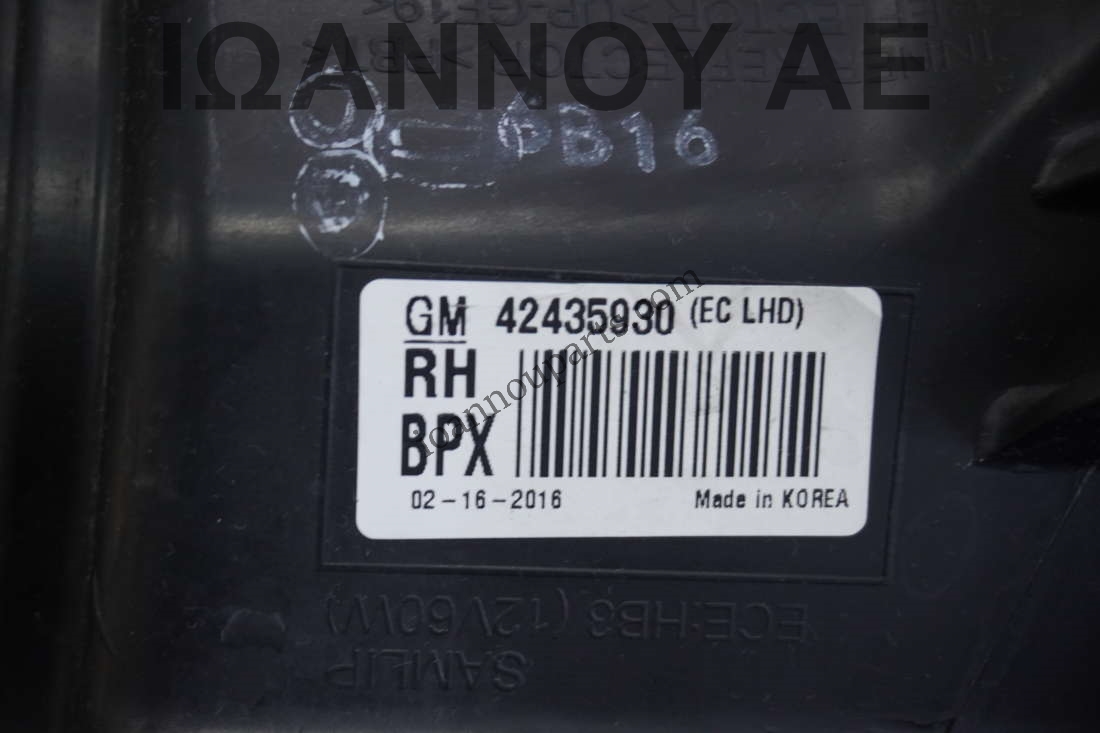 ΙΩΑΝΝΟΥ ΑΕ
PB16
GM 42435930 (EC LHD)
RH
BPX
02-16-2016 Made in KOREA
ioannouparts.com
ECE:HB3 (12V60W)
SAMLIP